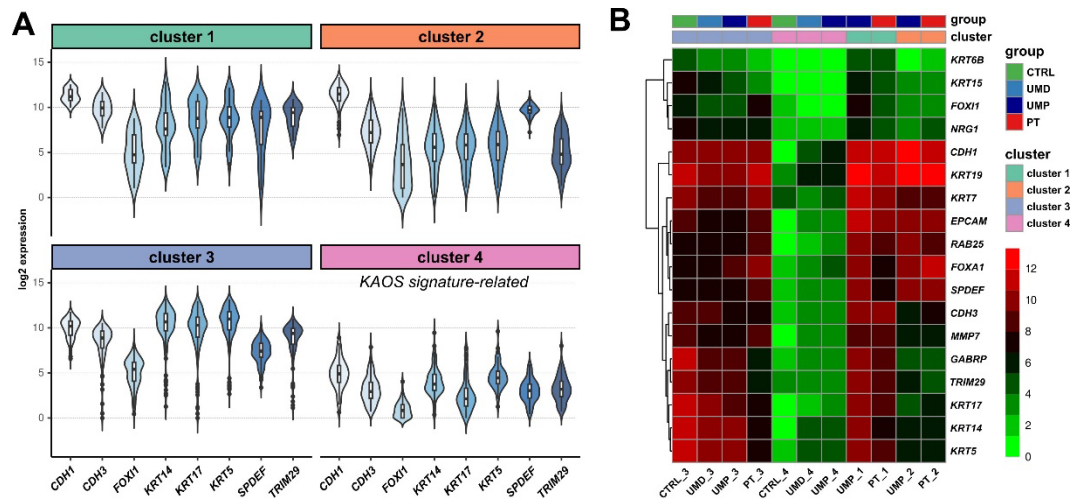 A
cluster 1
cluster 2
15
10
5
0
log2 expression
cluster 3
cluster 4
KAOS signature-related
15
10
5
0
CDH1
CDH3
FOXI1
KRT14
KRT17
KRT5
SPDEF
TRIM29
CDH1
CDH3
FOXI1
KRT14
KRT17
KRT5
SPDEF
TRIM29
B
group
cluster
KRT6B
KRT15
FOXI1
NRG1
CDH1
KRT19
KRT7
EPCAM
RAB25
FOXA1
SPDEF
CDH3
MMP7
GABRP
TRIM29
KRT17
KRT14
KRT5
CTRL_3
UMD_3
UMP_3
PT_3
CTRL_4
UMD_4
UMP_4
UMP_1
PT_1
UMP_2
PT_2
group
CTRL
UMD
UMP
PT
cluster
cluster 1
cluster 2
cluster 3
cluster 4
12
10
8
6
4
2
0